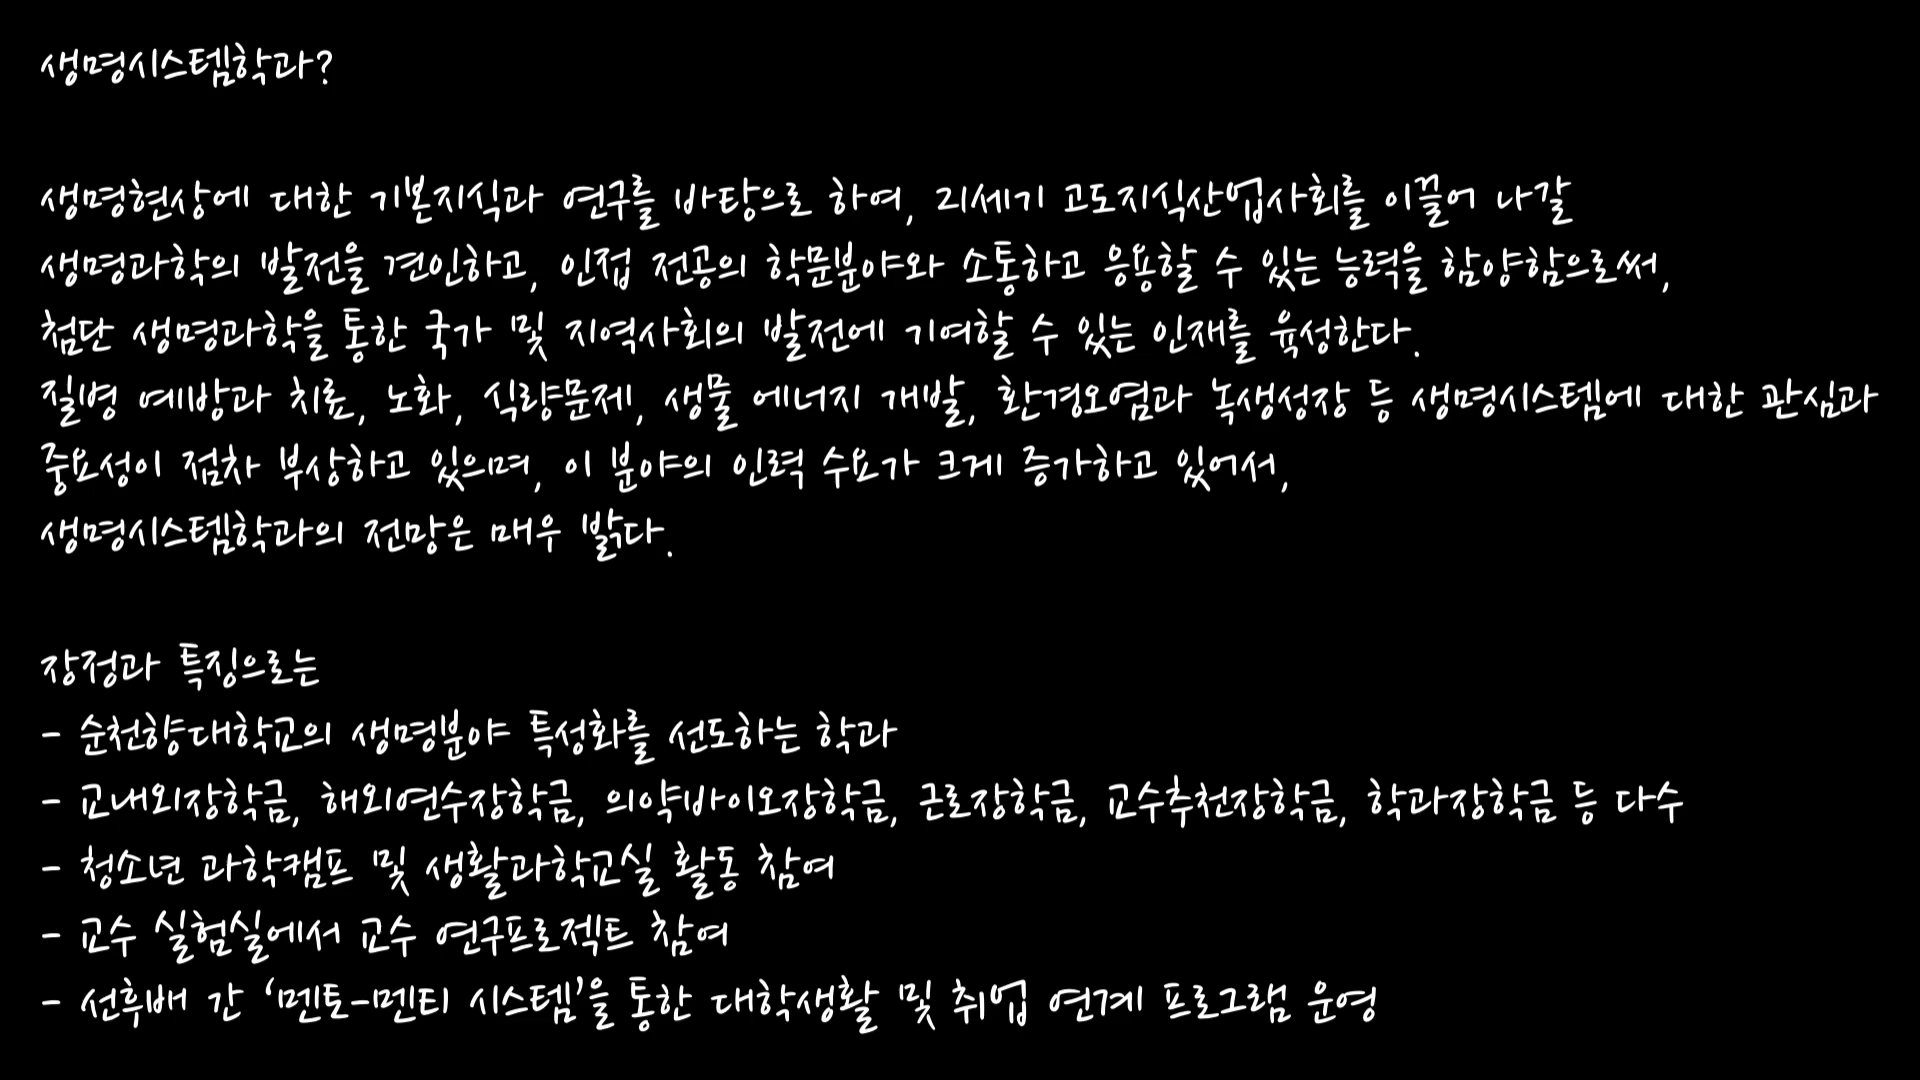 생명시스템학과?
생명현상에 대한 기본지식과 연구를 바탕으로 하여, 21세기 고도지식산업사회를 이끌어 나갈
생명과학의 발전을 견인하고, 인접 전공의 학문분야와 소통하고 응용할 수 있는 능력을 함양함으로써,
첨단 생명과학을 통한 국가 및 지역사회의 발전에 기여할 수 있는 인재를 육성한다.
질병 예방과 치료, 노화, 식량문제, 생물 에너지 개발, 환경오염과 녹생성장 등 생명시스템에 대한 관심과
중요성이 점차 부상하고 있으며, 이 분야의 인력 수요가 크게 증가하고 있어서,
생명시스템학과의 전망은 매우 밝다.
장정과 특징으로는
- 순천향대학교의 생명분야 특성화를 선도하는 학과
- 교내외장학금, 해외연수장학금, 의약바이오장학금, 근로장학금, 교수추천장학금, 학과장학금 등 다수
- 청소년 과학캠프 및 생활과학교실 활동 참여
- 교수 실험실에서 교수 연구프로젝트 참여
- 선후배 간 ‘멘토-멘티 시스템’을 통한 대학생활 및 취업 연계 프로그램 운영